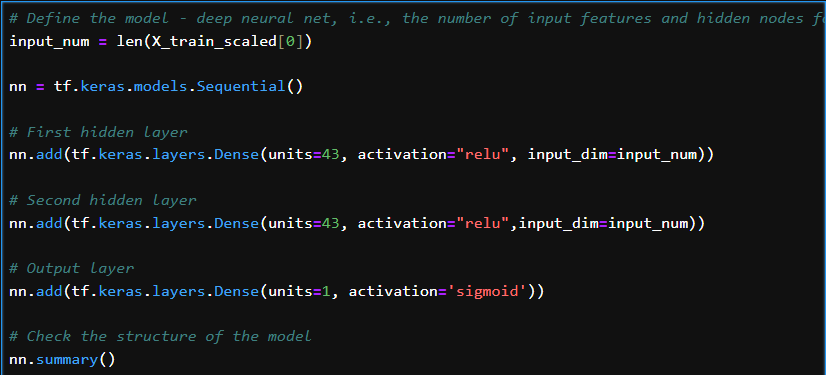 # Define the model - deep neural net, i.e., the number of input features and hidden nodes
input_num = len(X_train_scaled[0])
nn = tf.keras.models.Sequential()
# First hidden layer
nn.add(tf.keras.layers.Dense(units=43, activation="relu", input_dim=input_num))
# Second hidden layer
nn.add(tf.keras.layers.Dense(units=43, activation="relu",input_dim=input_num))
# Output layer
nn.add(tf.keras.layers.Dense(units=1, activation='sigmoid'))
# Check the structure of the model
nn.summary()